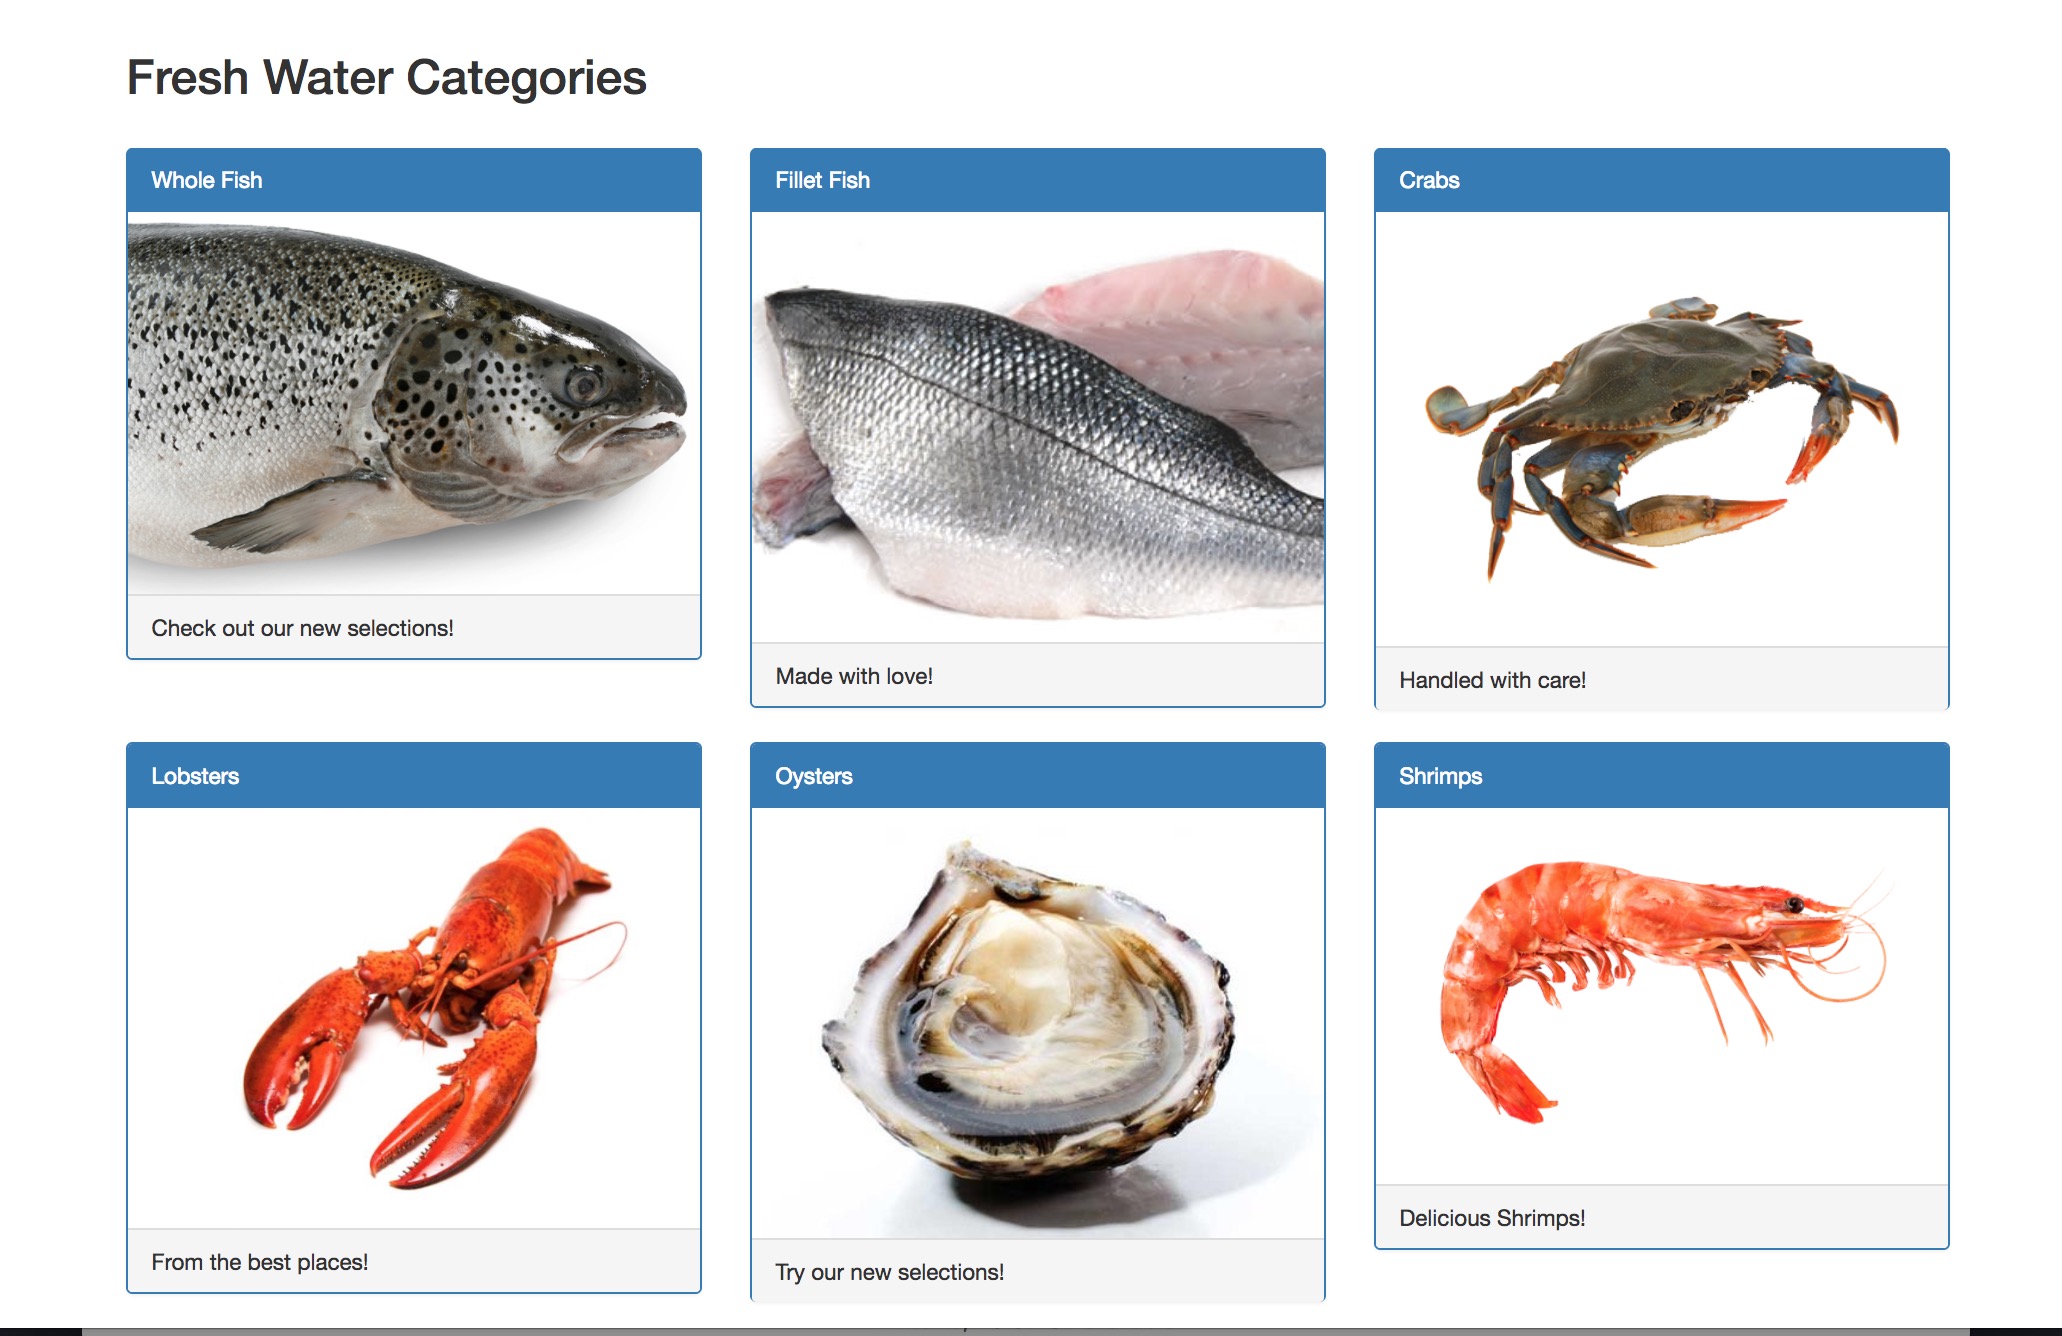 Fresh Water Categories
Whole Fish
Fillet Fish
Crabs
Check out our new selections!
Made with love!
Handled with care!
Lobsters
Oysters
Shrimps
From the best places!
Try our new selections!
Delicious Shrimps!